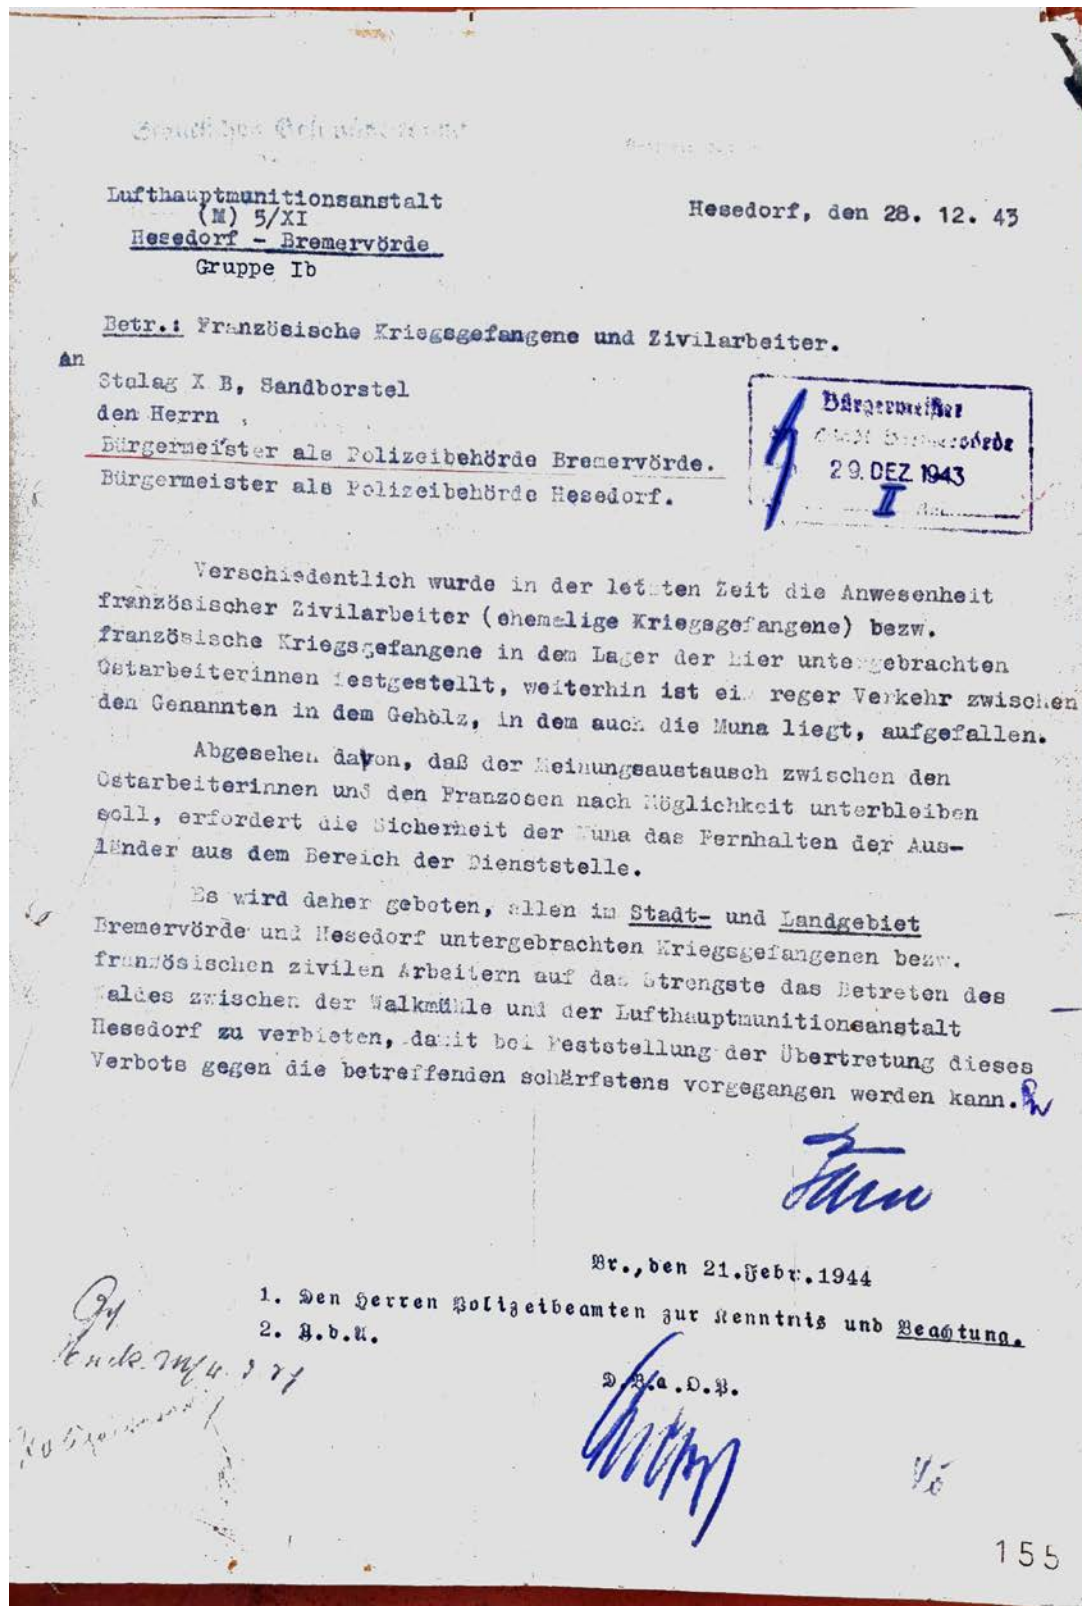 Lufthauptmunitionsanstalt
(M) 5/XI
Hesedorf - Bremervörde
Gruppe Ib
Hesedorf, den 28. 12. 43
Betr.: Französische Kriegsgefangene und Zivilarbeiter.
An
Stalag X B, Sandborstel
den Herrn
Bürgermeister als Polizeibehörde Bremervörde.
Bürgermeister als Polizeibehörde Hesedorf.
Bürgermeister
Stadt Bremervörde
29. DEZ. 1943
II
Verschiedentlich wurde in der letzten Zeit die Anwesenheit
französischer Zivilarbeiter (ehemalige Kriegsgefangene) bezw.
französische Kriegsgefangene in dem Lager der hier untergebrachten
Ostarbeiterinnen festgestellt, weiterhin ist ein reger Verkehr zwischen
den Genannten in dem Gehölz, in dem auch die Muna liegt, aufgefallen.
Abgesehen davon, daß der Meinungsaustausch zwischen den
Ostarbeiterinnen und den Franzosen nach Möglichkeit unterbleiben
soll, erfordert die Sicherheit der Muna das Fernhalten der Aus-
länder aus dem Bereich der Dienststelle.
Es wird daher geboten, allen im Stadt- und Landgebiet
Bremervörde und Hesedorf untergebrachten Kriegsgefangenen bezw.
französischen zivilen Arbeitern auf das Strengste das Betreten des
Waldes zwischen der Walkmühle und der Lufthauptmunitionsanstalt
Hesedorf zu verbieten, damit bei Feststellung der Übertretung dieses
Verbots gegen die betreffenden schärfstens vorgegangen werden kann.
Br., den 21. Febr. 1944
1. Den Herren Polizeibeamten zur Kenntnis und Beachtung.
2. Z.d.A.
D.B.a.O.P.
155